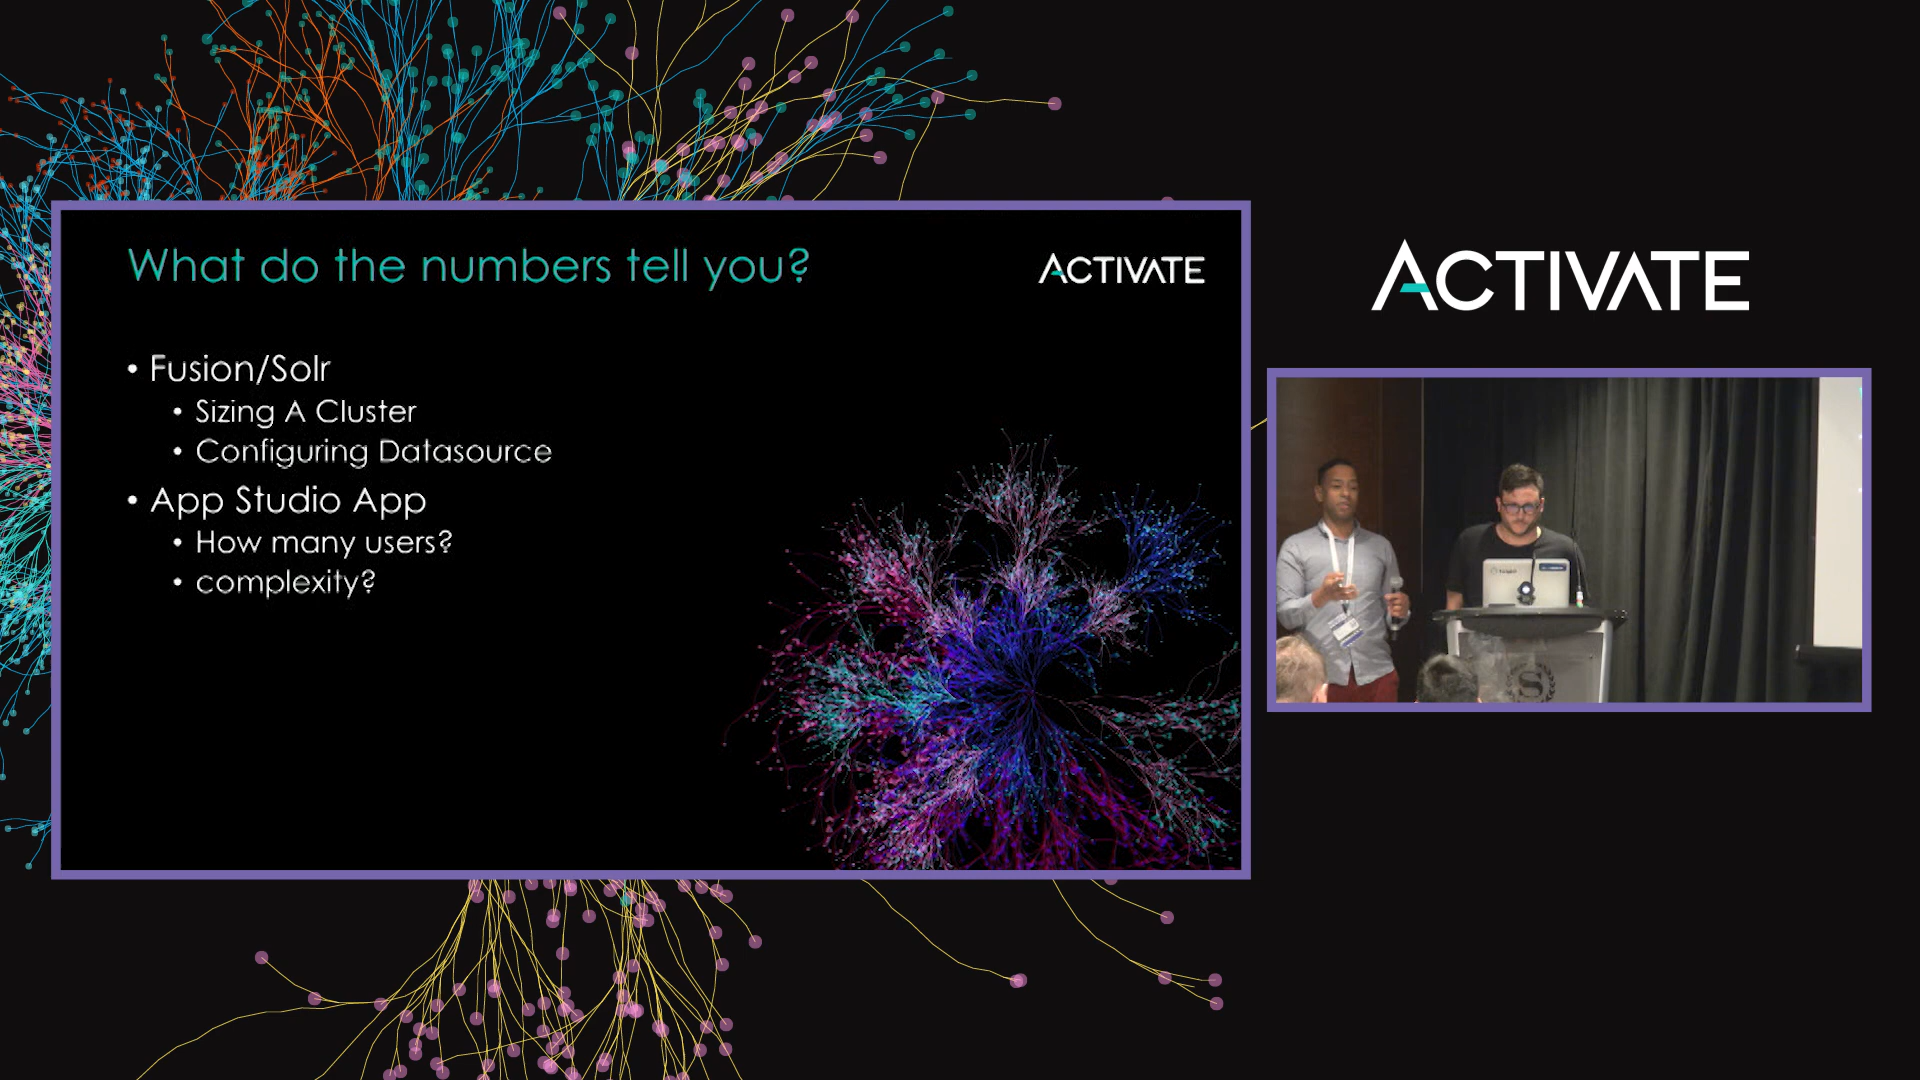 What do the numbers tell you?
ACTIVATE
• Fusion/Solr
• Sizing A Cluster
• Configuring Datasource
• App Studio App
• How many users?
• complexity?
ACTIVATE
S